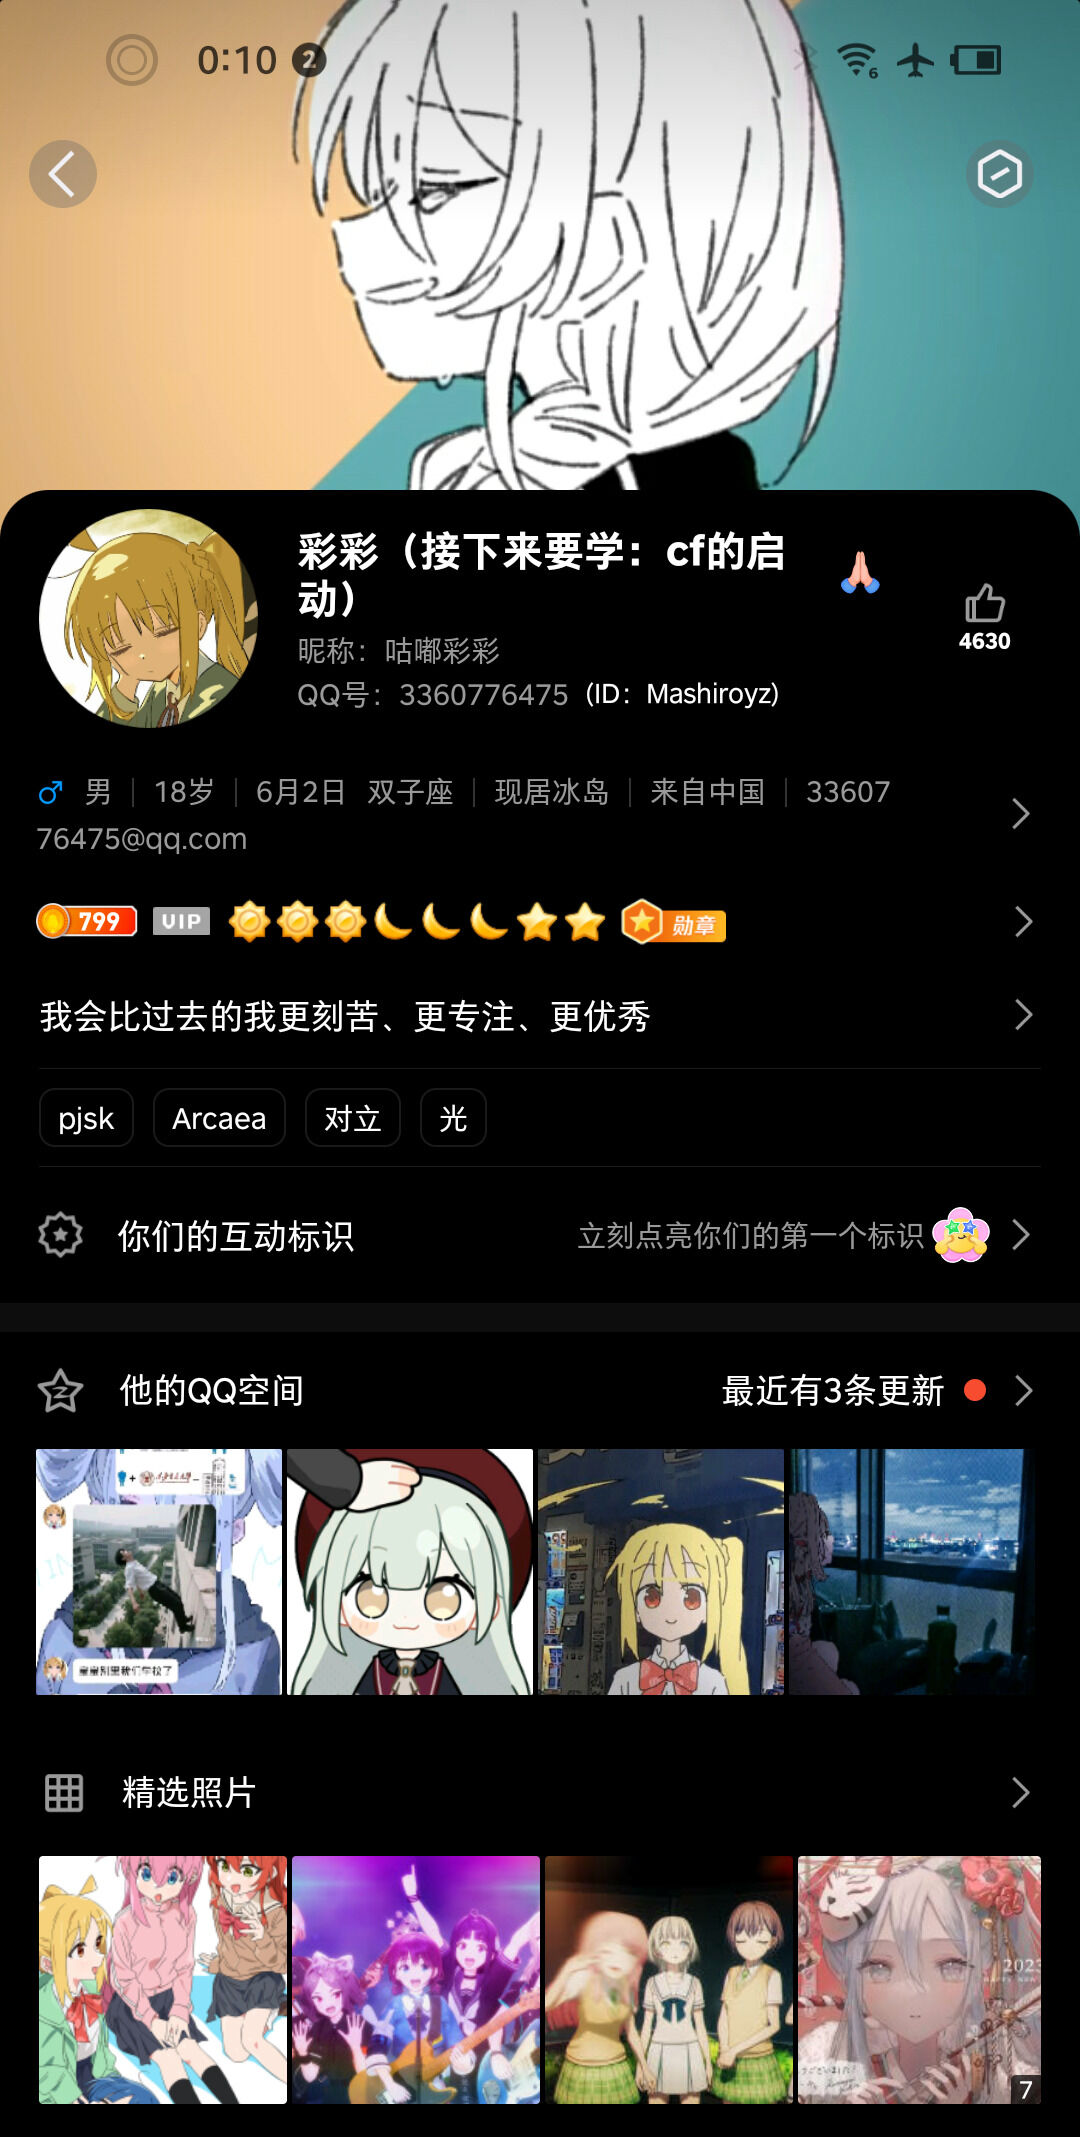 0:10 2
6
彩彩（接下来要学：cf的启
动）
昵称：咕嘟彩彩
QQ号：3360776475（ID：Mashiroyz）
4630
男 18岁 6月2日 双子座 现居冰岛 来自中国 33607
76475@qq.com
799 VIP 勋章
我会比过去的我更刻苦、更专注、更优秀
pjsk Arcaea 对立 光
你们的互动标识 立刻点亮你们的第一个标识
他的QQ空间 最近有3条更新
精选照片
2023
7